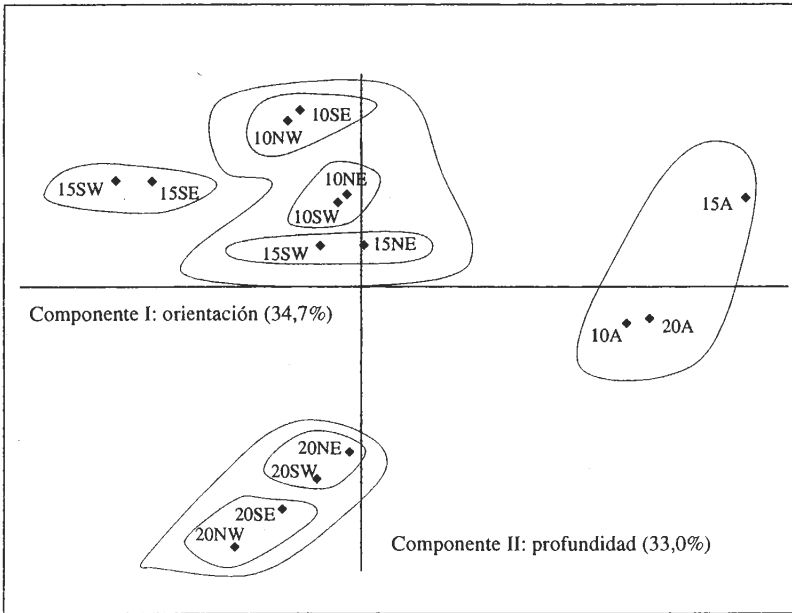 10SE
10NW
15SW
15SE
10NE
10SW
15SW
15NE
15A
Componente I: orientación (34,7%)
10A
20A
20NE
20SW
20SE
20NW
Componente II: profundidad (33,0%)